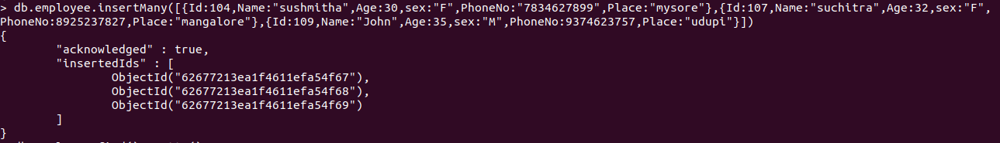 > db.employee.insertMany([{Id:104,Name:"sushmitha",Age:30,sex:"F",PhoneNo:"7834627899",Place:"mysore"},{Id:107,Name:"suchitra",Age:32,sex:"F",
PhoneNo:8925237827,Place:"mangalore"},{Id:109,Name:"John",Age:35,sex:"M",PhoneNo:9374623757,Place:"udupi"}])
{
        "acknowledged" : true,
        "insertedIds" : [
                ObjectId("62677213ea1f4611efa54f67"),
                ObjectId("62677213ea1f4611efa54f68"),
                ObjectId("62677213ea1f4611efa54f69")
        ]
}